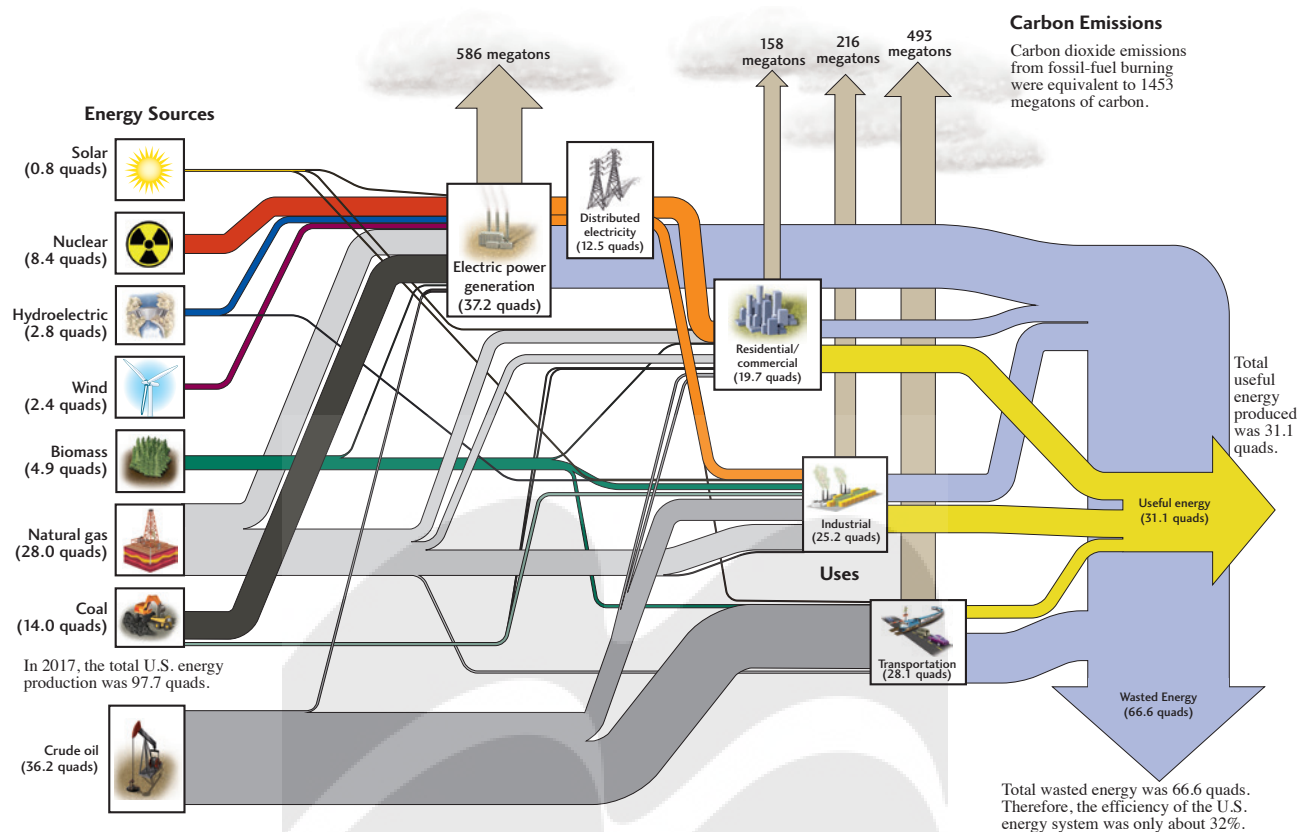 Carbon Emissions
Carbon dioxide emissions
from fossil-fuel burning
were equivalent to 1453
megatons of carbon.
586 megatons
158
megatons
216
megatons
493
megatons
Energy Sources
Solar
(0.8 quads)
Nuclear
(8.4 quads)
Hydroelectric
(2.8 quads)
Wind
(2.4 quads)
Biomass
(4.9 quads)
Natural gas
(28.0 quads)
Coal
(14.0 quads)
In 2017, the total U.S. energy
production was 97.7 quads.
Crude oil
(36.2 quads)
Electric power
generation
(37.2 quads)
Distributed
electricity
(12.5 quads)
Residential/
commercial
(19.7 quads)
Industrial
(25.2 quads)
Uses
Transportation
(28.1 quads)
Total
useful
energy
produced
was 31.1
quads.
Useful energy
(31.1 quads)
Wasted Energy
(66.6 quads)
Total wasted energy was 66.6 quads.
Therefore, the efficiency of the U.S.
energy system was only about 32%.